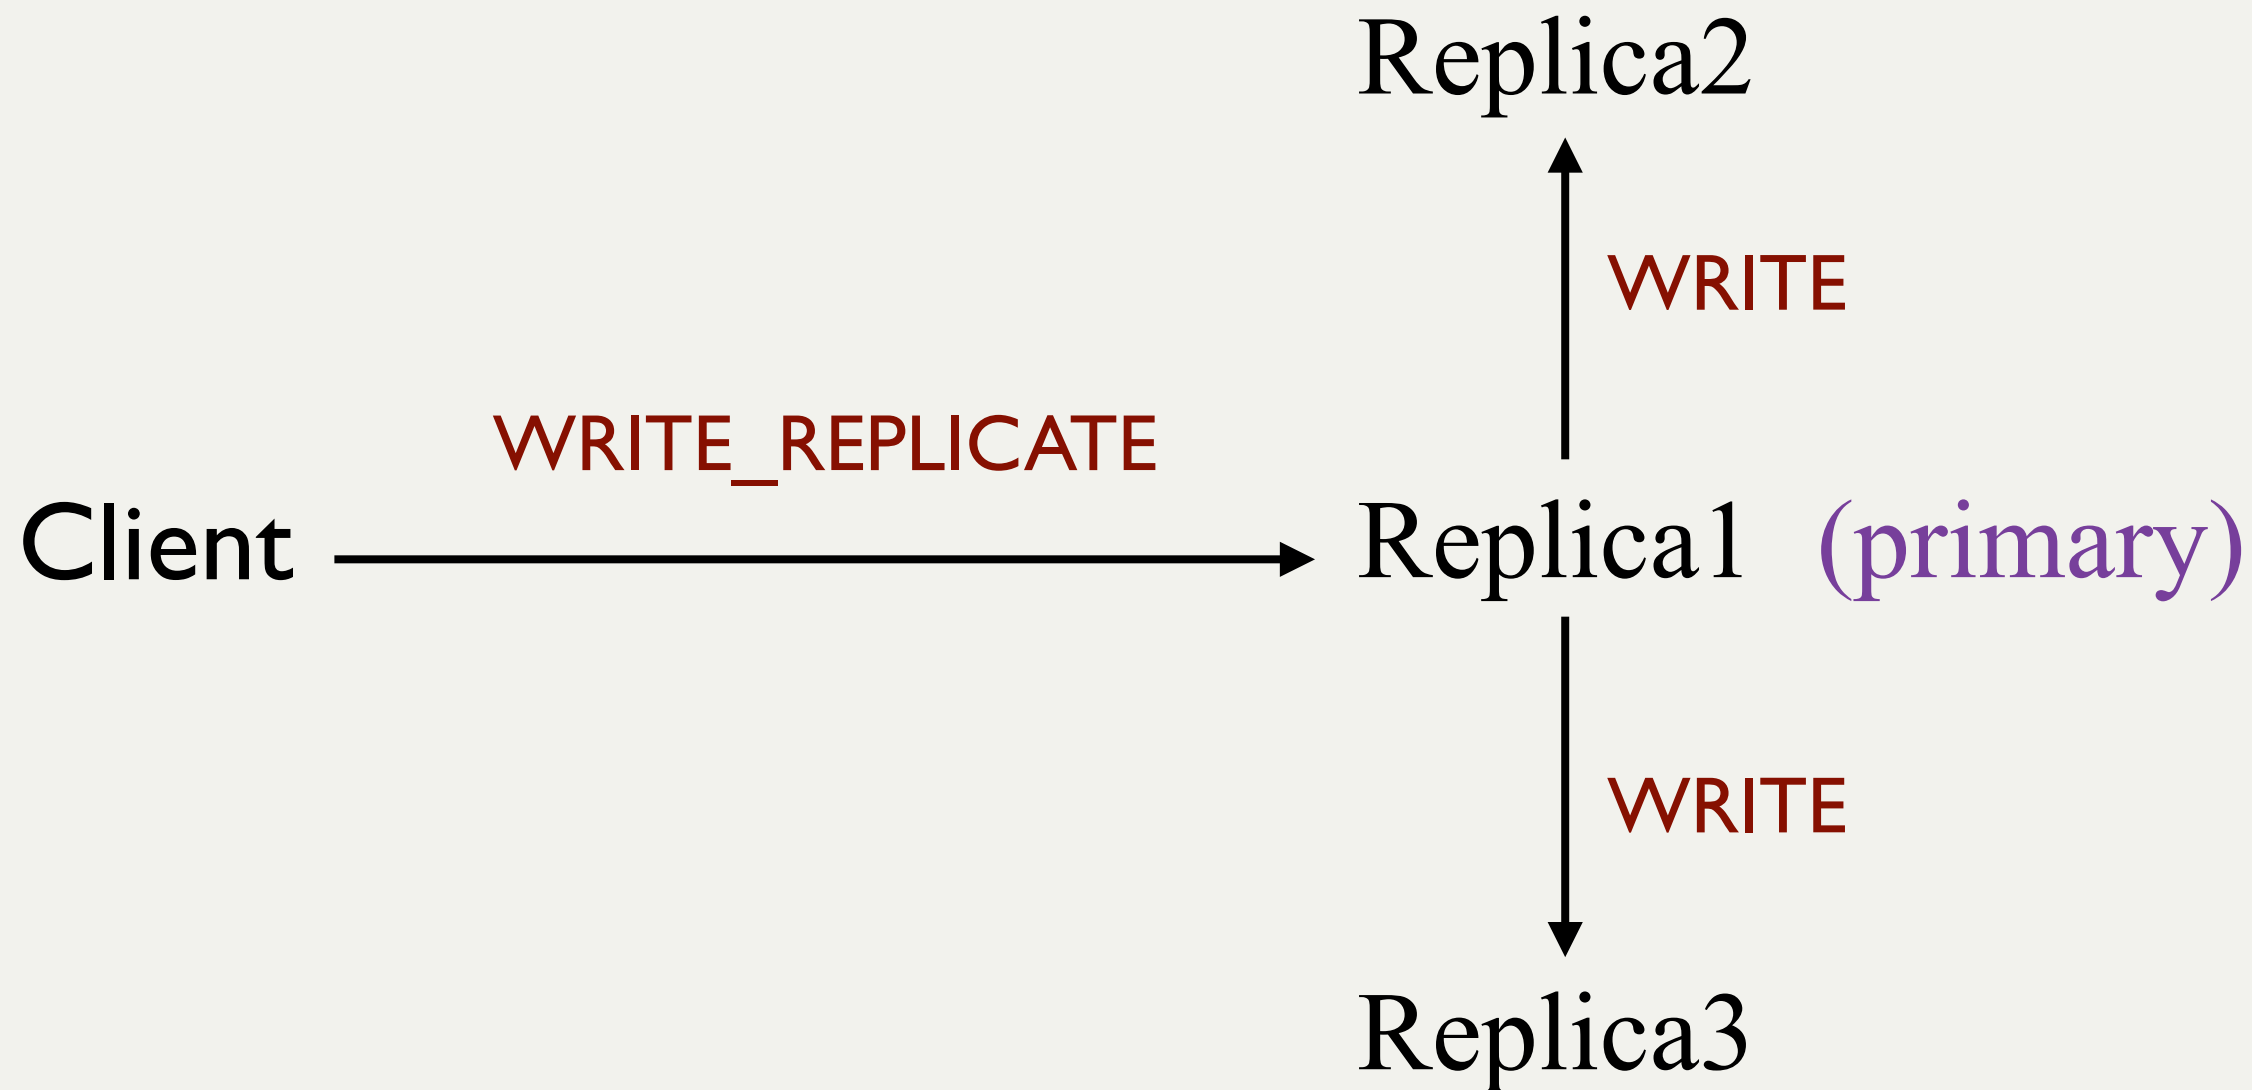 Replica2
WRITE
WRITE_REPLICATE
Client
Replica1 (primary)
WRITE
Replica3